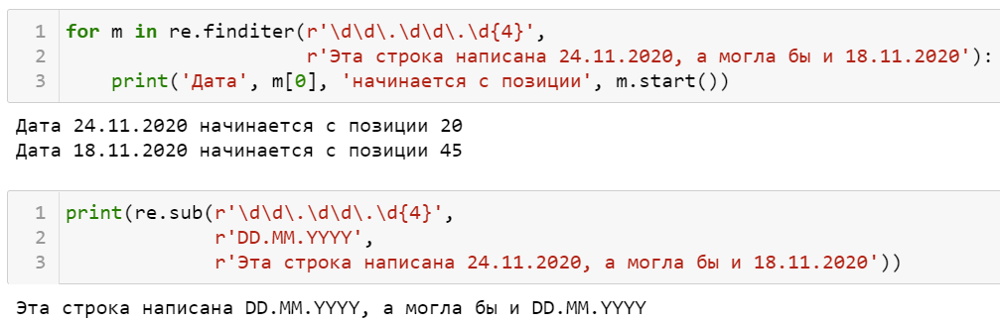 1 for m in re.finditer(r'\d\d\.\d\d\.\d{4}',
2 r'Эта строка написана 24.11.2020, а могла бы и 18.11.2020'):
3 print('Дата', m[0], 'начинается с позиции', m.start())
Дата 24.11.2020 начинается с позиции 20
Дата 18.11.2020 начинается с позиции 45
1 print(re.sub(r'\d\d\.\d\d\.\d{4}',
2 r'DD.MM.YYYY',
3 r'Эта строка написана 24.11.2020, а могла бы и 18.11.2020'))
Эта строка написана DD.MM.YYYY, а могла бы и DD.MM.YYYY